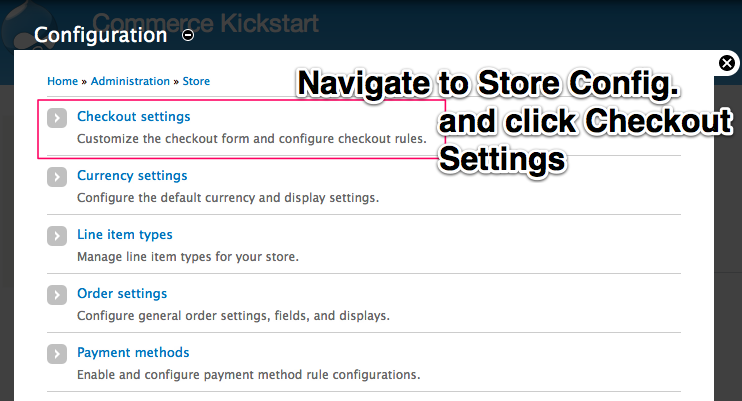 Commerce Kickstart
Configuration
Home » Administration » Store
Navigate to Store Config.
and click Checkout
Settings
Checkout settings
Customize the checkout form and configure checkout rules.
Currency settings
Configure the default currency and display settings.
Line item types
Manage line item types for your store.
Order settings
Configure general order settings, fields, and displays.
Payment methods
Enable and configure payment method rule configurations.